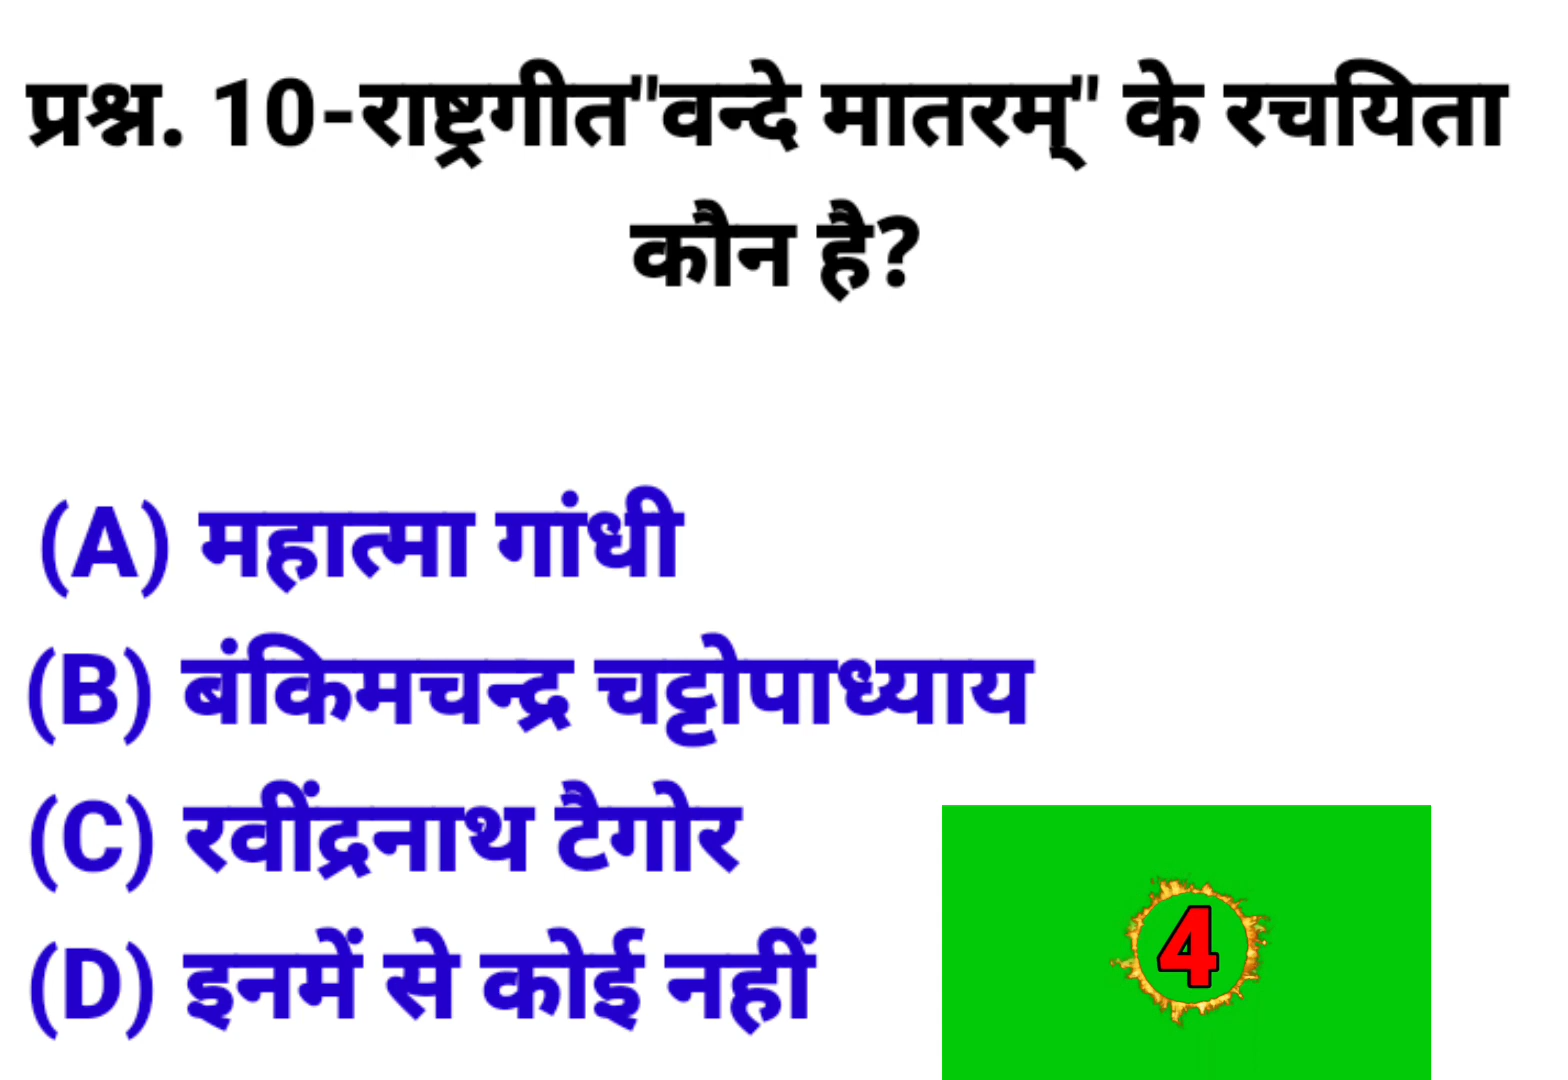 प्रश्न. 10-राष्ट्रगीत"वन्दे मातरम्" के रचयिता
कौन है?
(A) महात्मा गांधी
(B) बंकिमचन्द्र चट्टोपाध्याय
(C) रवींद्रनाथ टैगोर
(D) इनमें से कोई नहीं
4